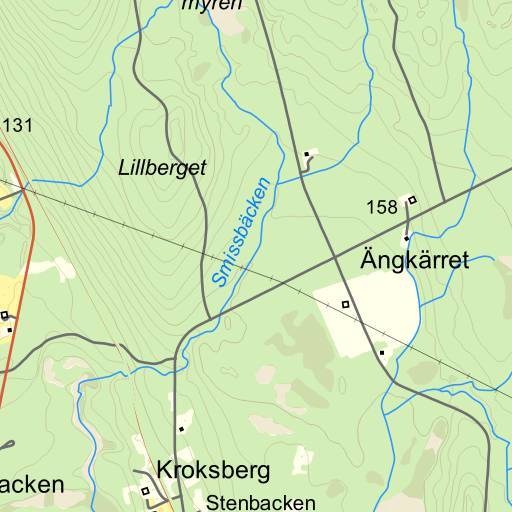 myren
131
Lillberget
158
Smissbäcken
Ängkärret
Kroksberg
acken
Stenbacken